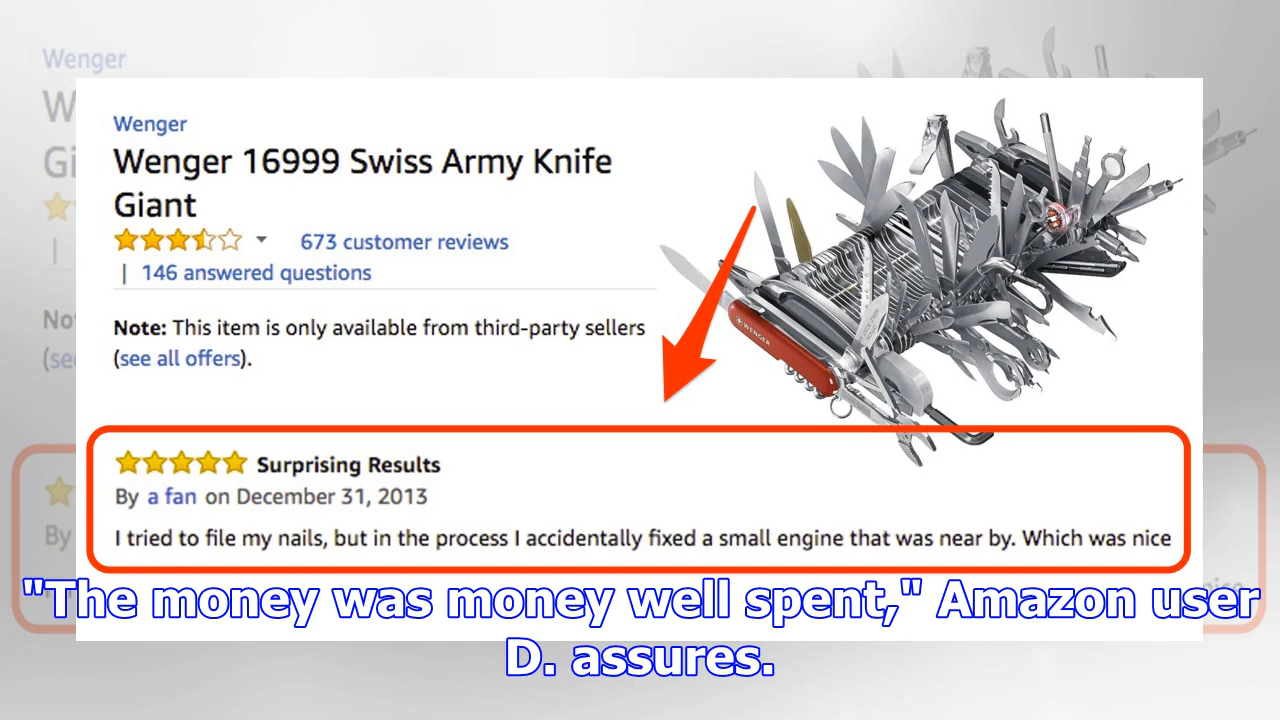 Wenger
Wenger 16999 Swiss Army Knife
Giant
673 customer reviews
| 146 answered questions
Note: This item is only available from third-party sellers
(see all offers).
WENGER
Surprising Results
By a fan on December 31, 2013
I tried to file my nails, but in the process I accidentally fixed a small engine that was near by. Which was nice
"The money was money well spent," Amazon user
D. assures.